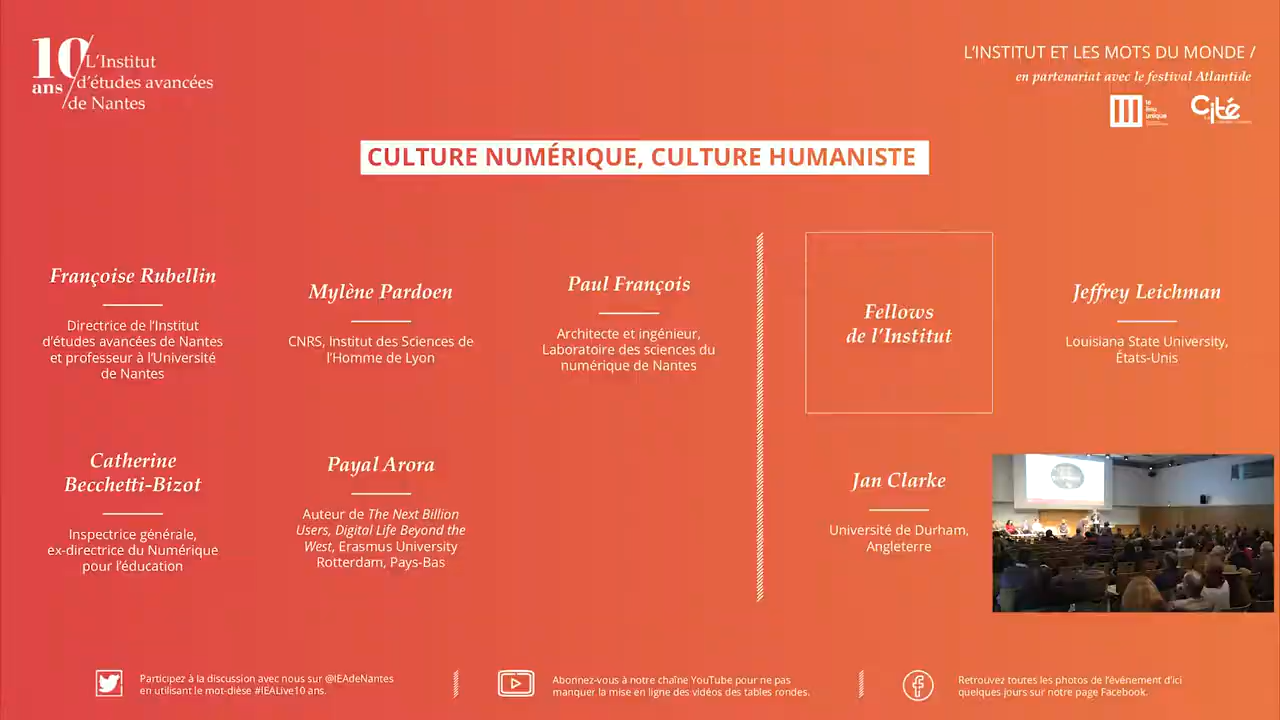 10
ans
L'Institut
d'études avancées
de Nantes
L'INSTITUT ET LES MOTS DU MONDE /
en partenariat avec le festival Atlantide
le
lieu
unique
Cité
CULTURE NUMÉRIQUE, CULTURE HUMANISTE
Françoise Rubellin
Directrice de l'Institut
d'études avancées de Nantes
et professeur à l'Université
de Nantes
Mylène Pardoen
CNRS, Institut des Sciences de
l'Homme de Lyon
Paul François
Architecte et ingénieur,
Laboratoire des sciences du
numérique de Nantes
Fellows
de l'Institut
Jeffrey Leichman
Louisiana State University,
États-Unis
Catherine
Becchetti-Bizot
Inspectrice générale,
ex-directrice du Numérique
pour l'éducation
Payal Arora
Auteur de The Next Billion
Users, Digital Life Beyond the
West, Erasmus University
Rotterdam, Pays-Bas
Jan Clarke
Université de Durham,
Angleterre
Participez à la discussion avec nous sur @IEAdeNantes
en utilisant le mot-dièse #IEALive10 ans.
Abonnez-vous à notre chaîne YouTube pour ne pas
manquer la mise en ligne des vidéos des tables rondes.
Retrouvez toutes les photos de l'événement d'ici
quelques jours sur notre page Facebook.